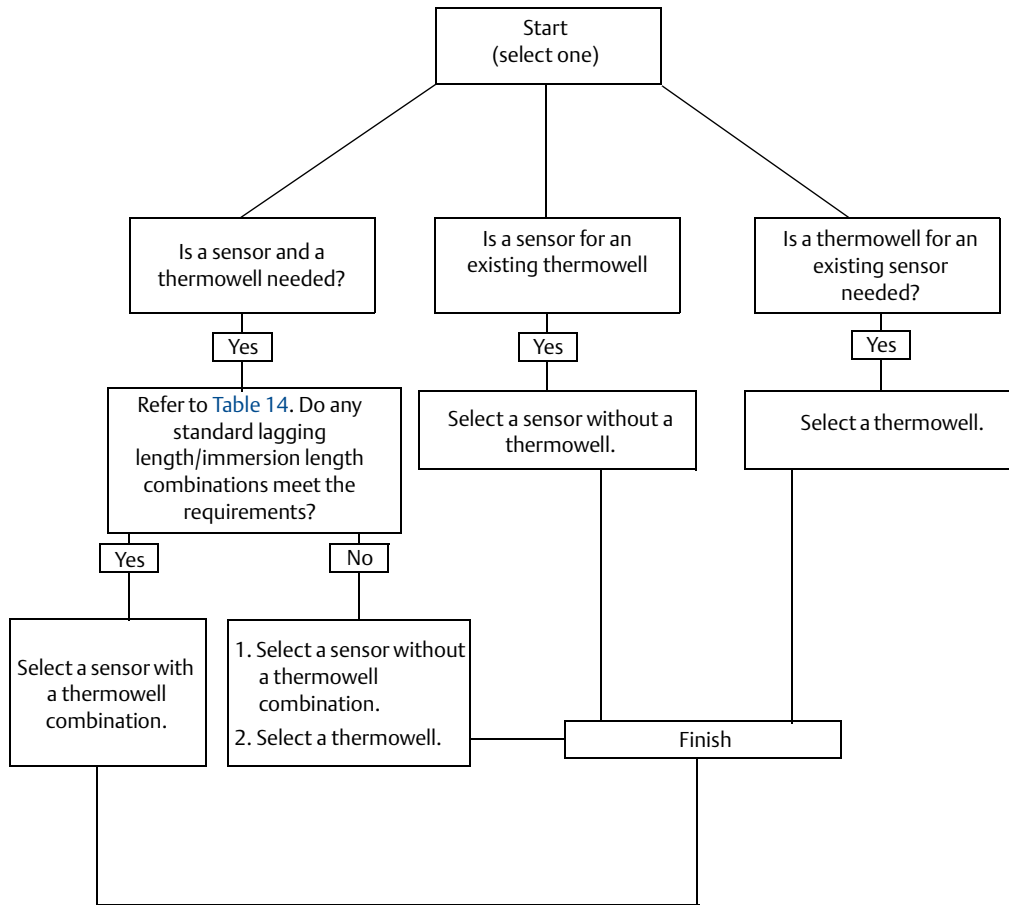 Start
(select one)
Is a sensor and a
thermowell needed?
Is a sensor for an
existing thermowell
Is a thermowell for an
existing sensor
needed?
Yes
Yes
Yes
Refer to Table 14. Do any
standard lagging
length/immersion length
combinations meet the
requirements?
Select a sensor without a
thermowell.
Select a thermowell.
Yes
No
Select a sensor with
a thermowell
combination.
1. Select a sensor without
a thermowell
combination.
2. Select a thermowell.
Finish